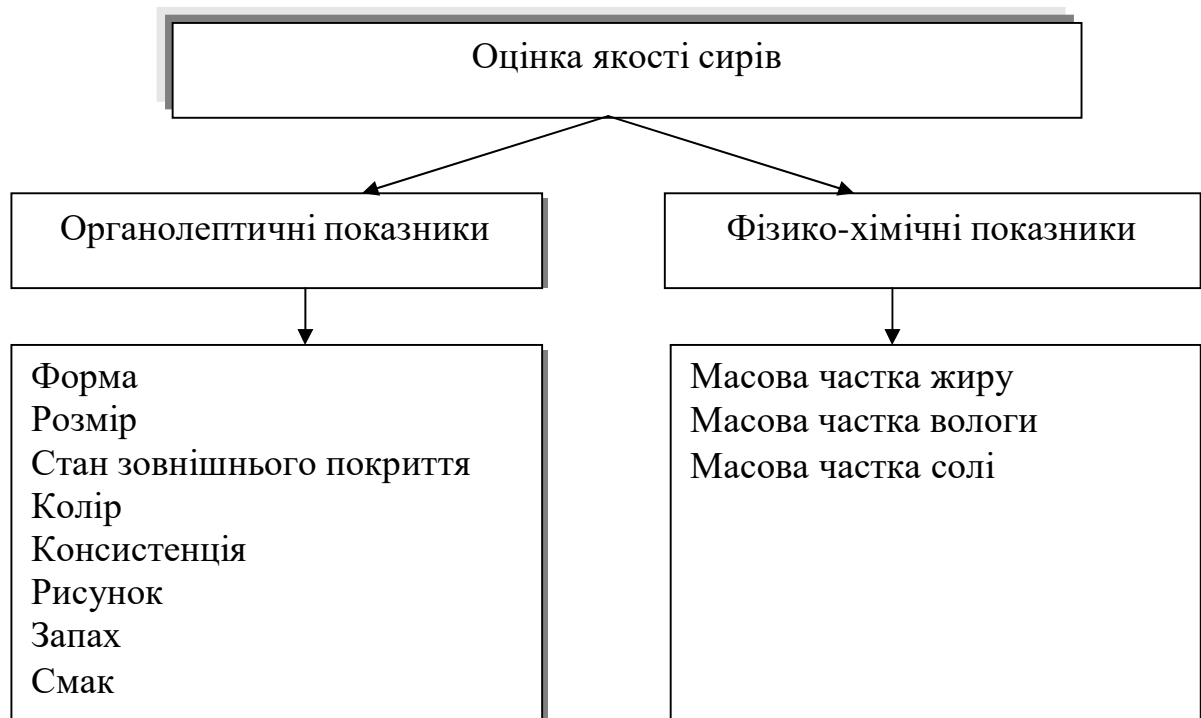 Оцінка якості сирів
Органолептичні показники
Фізико-хімічні показники
Форма
Розмір
Стан зовнішнього покриття
Колір
Консистенція
Рисунок
Запах
Смак
Масова частка жиру
Масова частка вологи
Масова частка солі